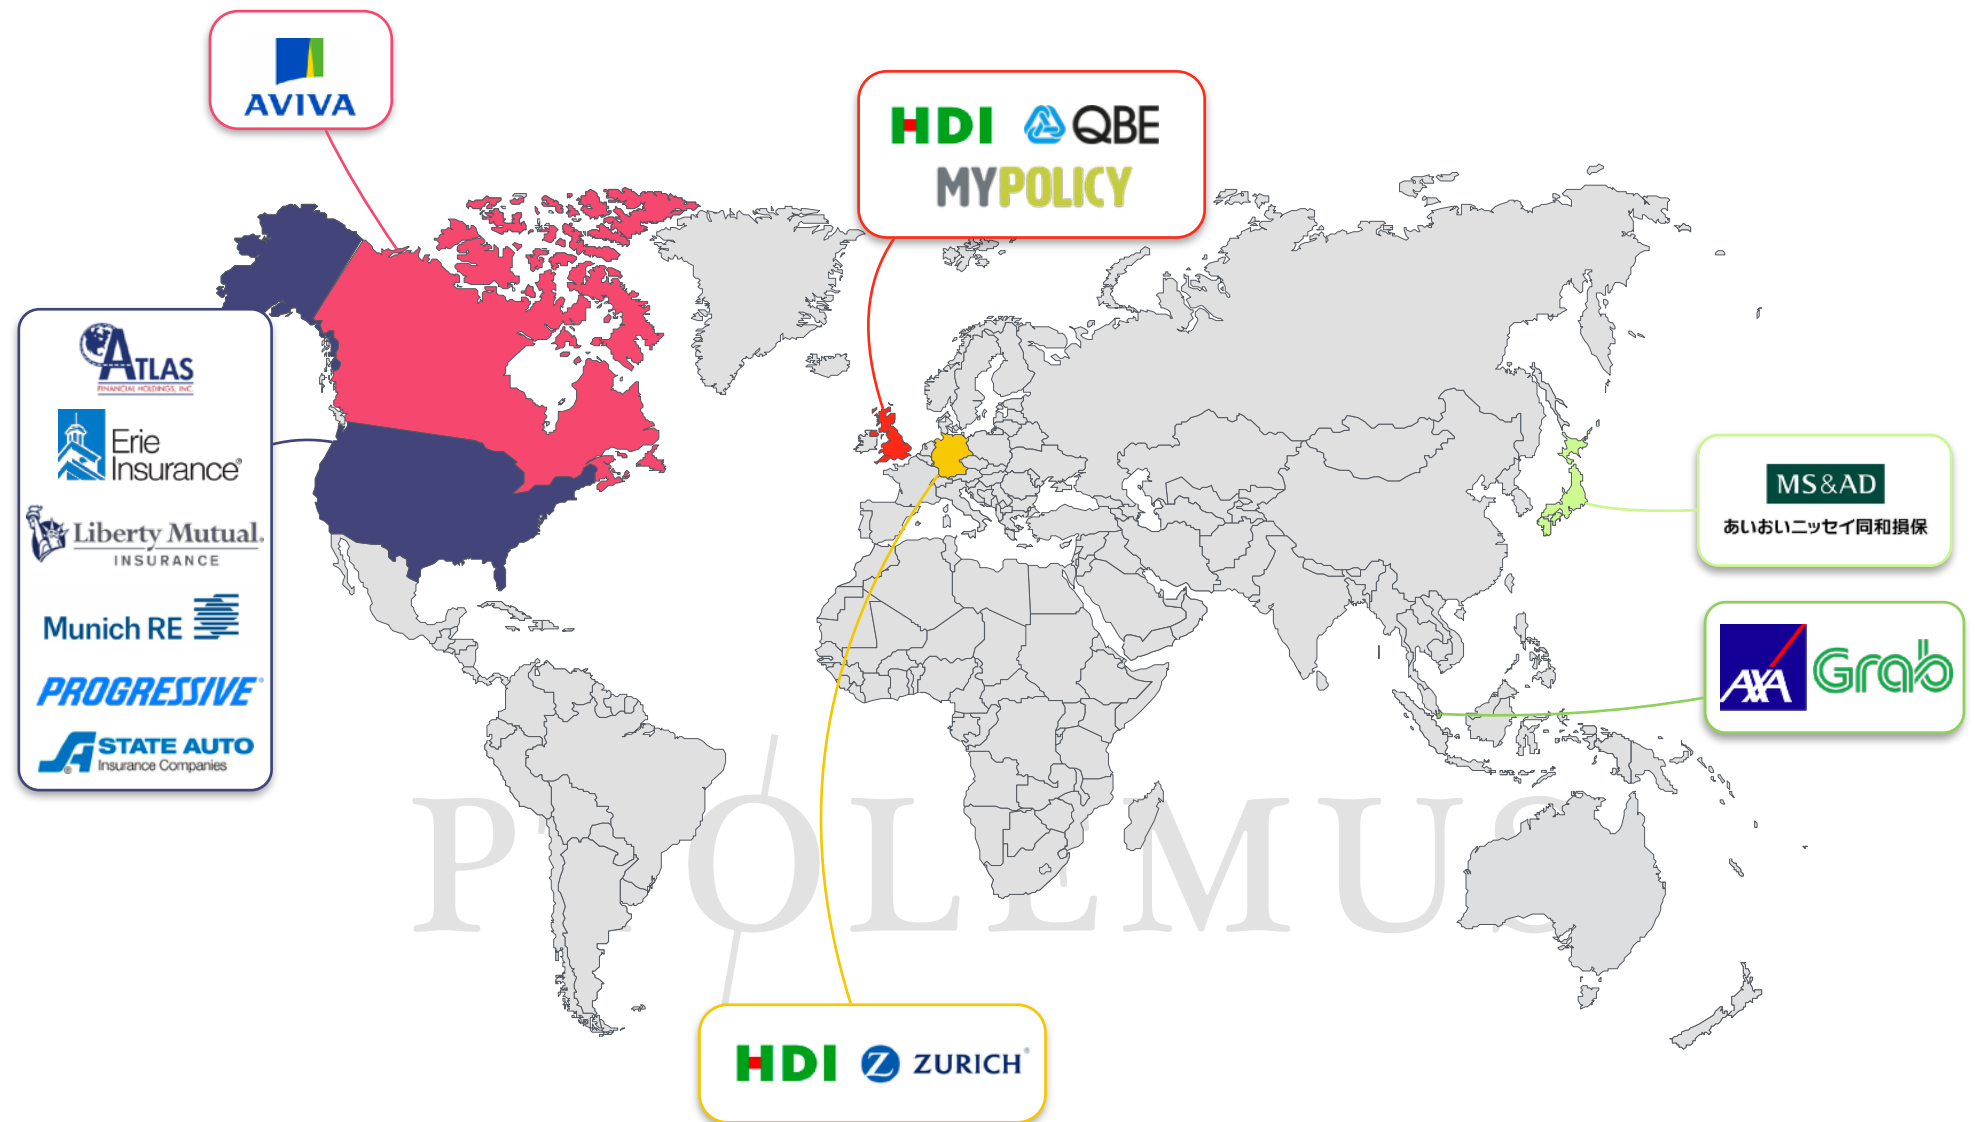 AVIVA
HDI QBE
MYPOLICY
ATLAS
FINANCIAL HOLDINGS, INC.
Erie
Insurance®
Liberty Mutual.
INSURANCE
Munich RE
PROGRESSIVE®
STATE AUTO
Insurance Companies
MS&AD
あいおいニッセイ同和損保
AXA Grab
PTOLEMUS
HDI ZURICH®